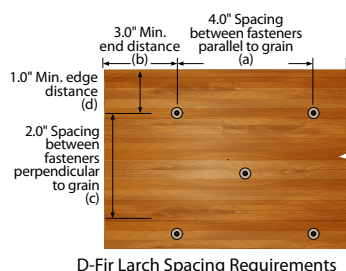 3.0" Min.
end distance
(b)
4.0" Spacing
between fasteners
parallel to grain
(a)
1.0" Min. edge
distance
(d)
2.0" Spacing
between
fasteners
perpendicular
to grain
(c)
D-Fir Larch Spacing Requirements